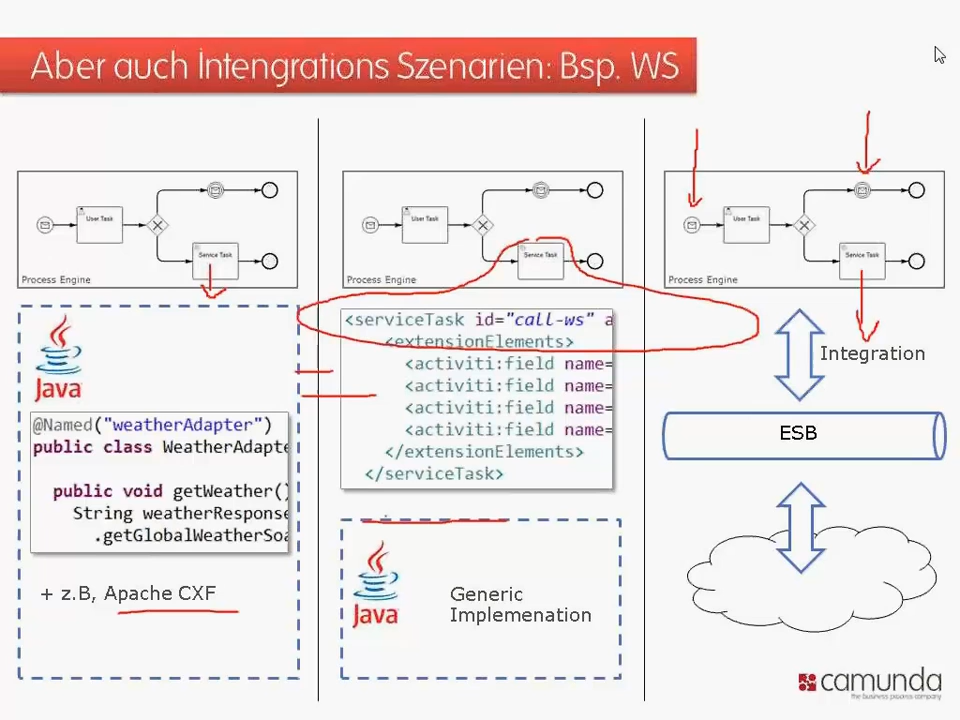 Aber auch Intengrations Szenarien: Bsp. WS
User Task
Service Task
Process Engine
Java
@Named("weatherAdapter")
public class WeatherAdapte
public void getWeather()
String weatherResponse
.getGlobalWeatherSoa
+ z.B, Apache CXF
User Task
Service Task
Process Engine
<serviceTask id="call-ws" a
<extensionElements>
<activiti:field name=
<activiti:field name=
<activiti:field name=
<activiti:field name=
</extensionElements>
</serviceTask>
Java
Generic
Implemenation
User Task
Service Task
Process Engine
Integration
ESB
camunda
the business process company